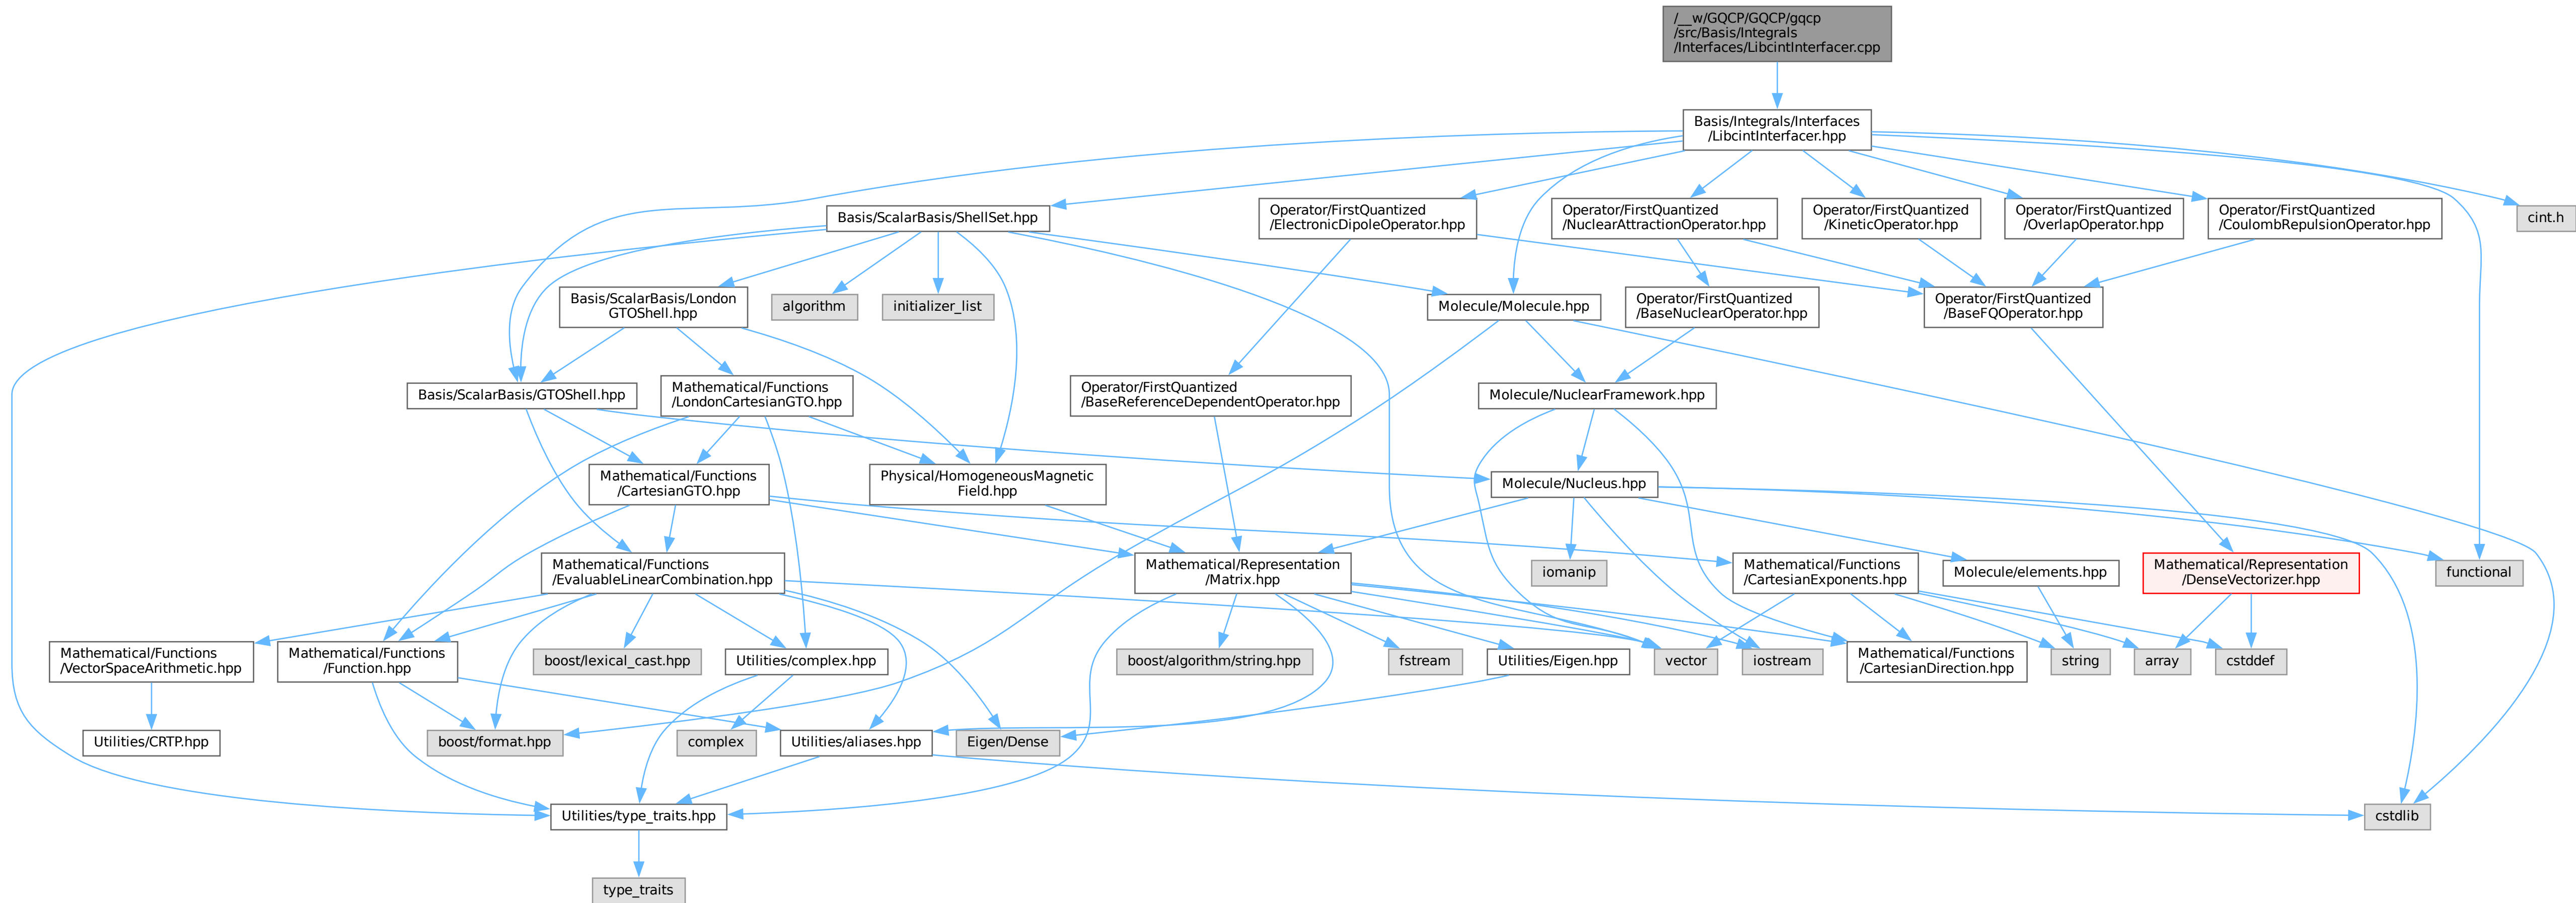 /__w/GQCP/GQCP/gqcp
/src/Basis/Integrals
/Interfaces/LibcintInterfacer.cpp
Basis/Integrals/Interfaces
/LibcintInterfacer.hpp
Basis/ScalarBasis/ShellSet.hpp
Operator/FirstQuantized
/ElectronicDipoleOperator.hpp
Operator/FirstQuantized
/NuclearAttractionOperator.hpp
Operator/FirstQuantized
/KineticOperator.hpp
Operator/FirstQuantized
/OverlapOperator.hpp
Operator/FirstQuantized
/CoulombRepulsionOperator.hpp
cint.h
Basis/ScalarBasis/London
GTOShell.hpp
algorithm
initializer_list
Molecule/Molecule.hpp
Operator/FirstQuantized
/BaseNuclearOperator.hpp
Operator/FirstQuantized
/BaseFQOperator.hpp
Basis/ScalarBasis/GTOShell.hpp
Mathematical/Functions
/LondonCartesianGTO.hpp
Operator/FirstQuantized
/BaseReferenceDependentOperator.hpp
Molecule/NuclearFramework.hpp
Mathematical/Functions
/CartesianGTO.hpp
Physical/HomogeneousMagnetic
Field.hpp
Molecule/Nucleus.hpp
Mathematical/Functions
/EvaluableLinearCombination.hpp
Mathematical/Representation
/Matrix.hpp
iomanip
Mathematical/Functions
/CartesianExponents.hpp
Molecule/elements.hpp
Mathematical/Representation
/DenseVectorizer.hpp
functional
Mathematical/Functions
/VectorSpaceArithmetic.hpp
Mathematical/Functions
/Function.hpp
boost/lexical_cast.hpp
Utilities/complex.hpp
boost/algorithm/string.hpp
fstream
Utilities/Eigen.hpp
vector
iostream
Mathematical/Functions
/CartesianDirection.hpp
string
array
cstddef
Utilities/CRTP.hpp
boost/format.hpp
complex
Utilities/aliases.hpp
Eigen/Dense
Utilities/type_traits.hpp
cstdlib
type_traits